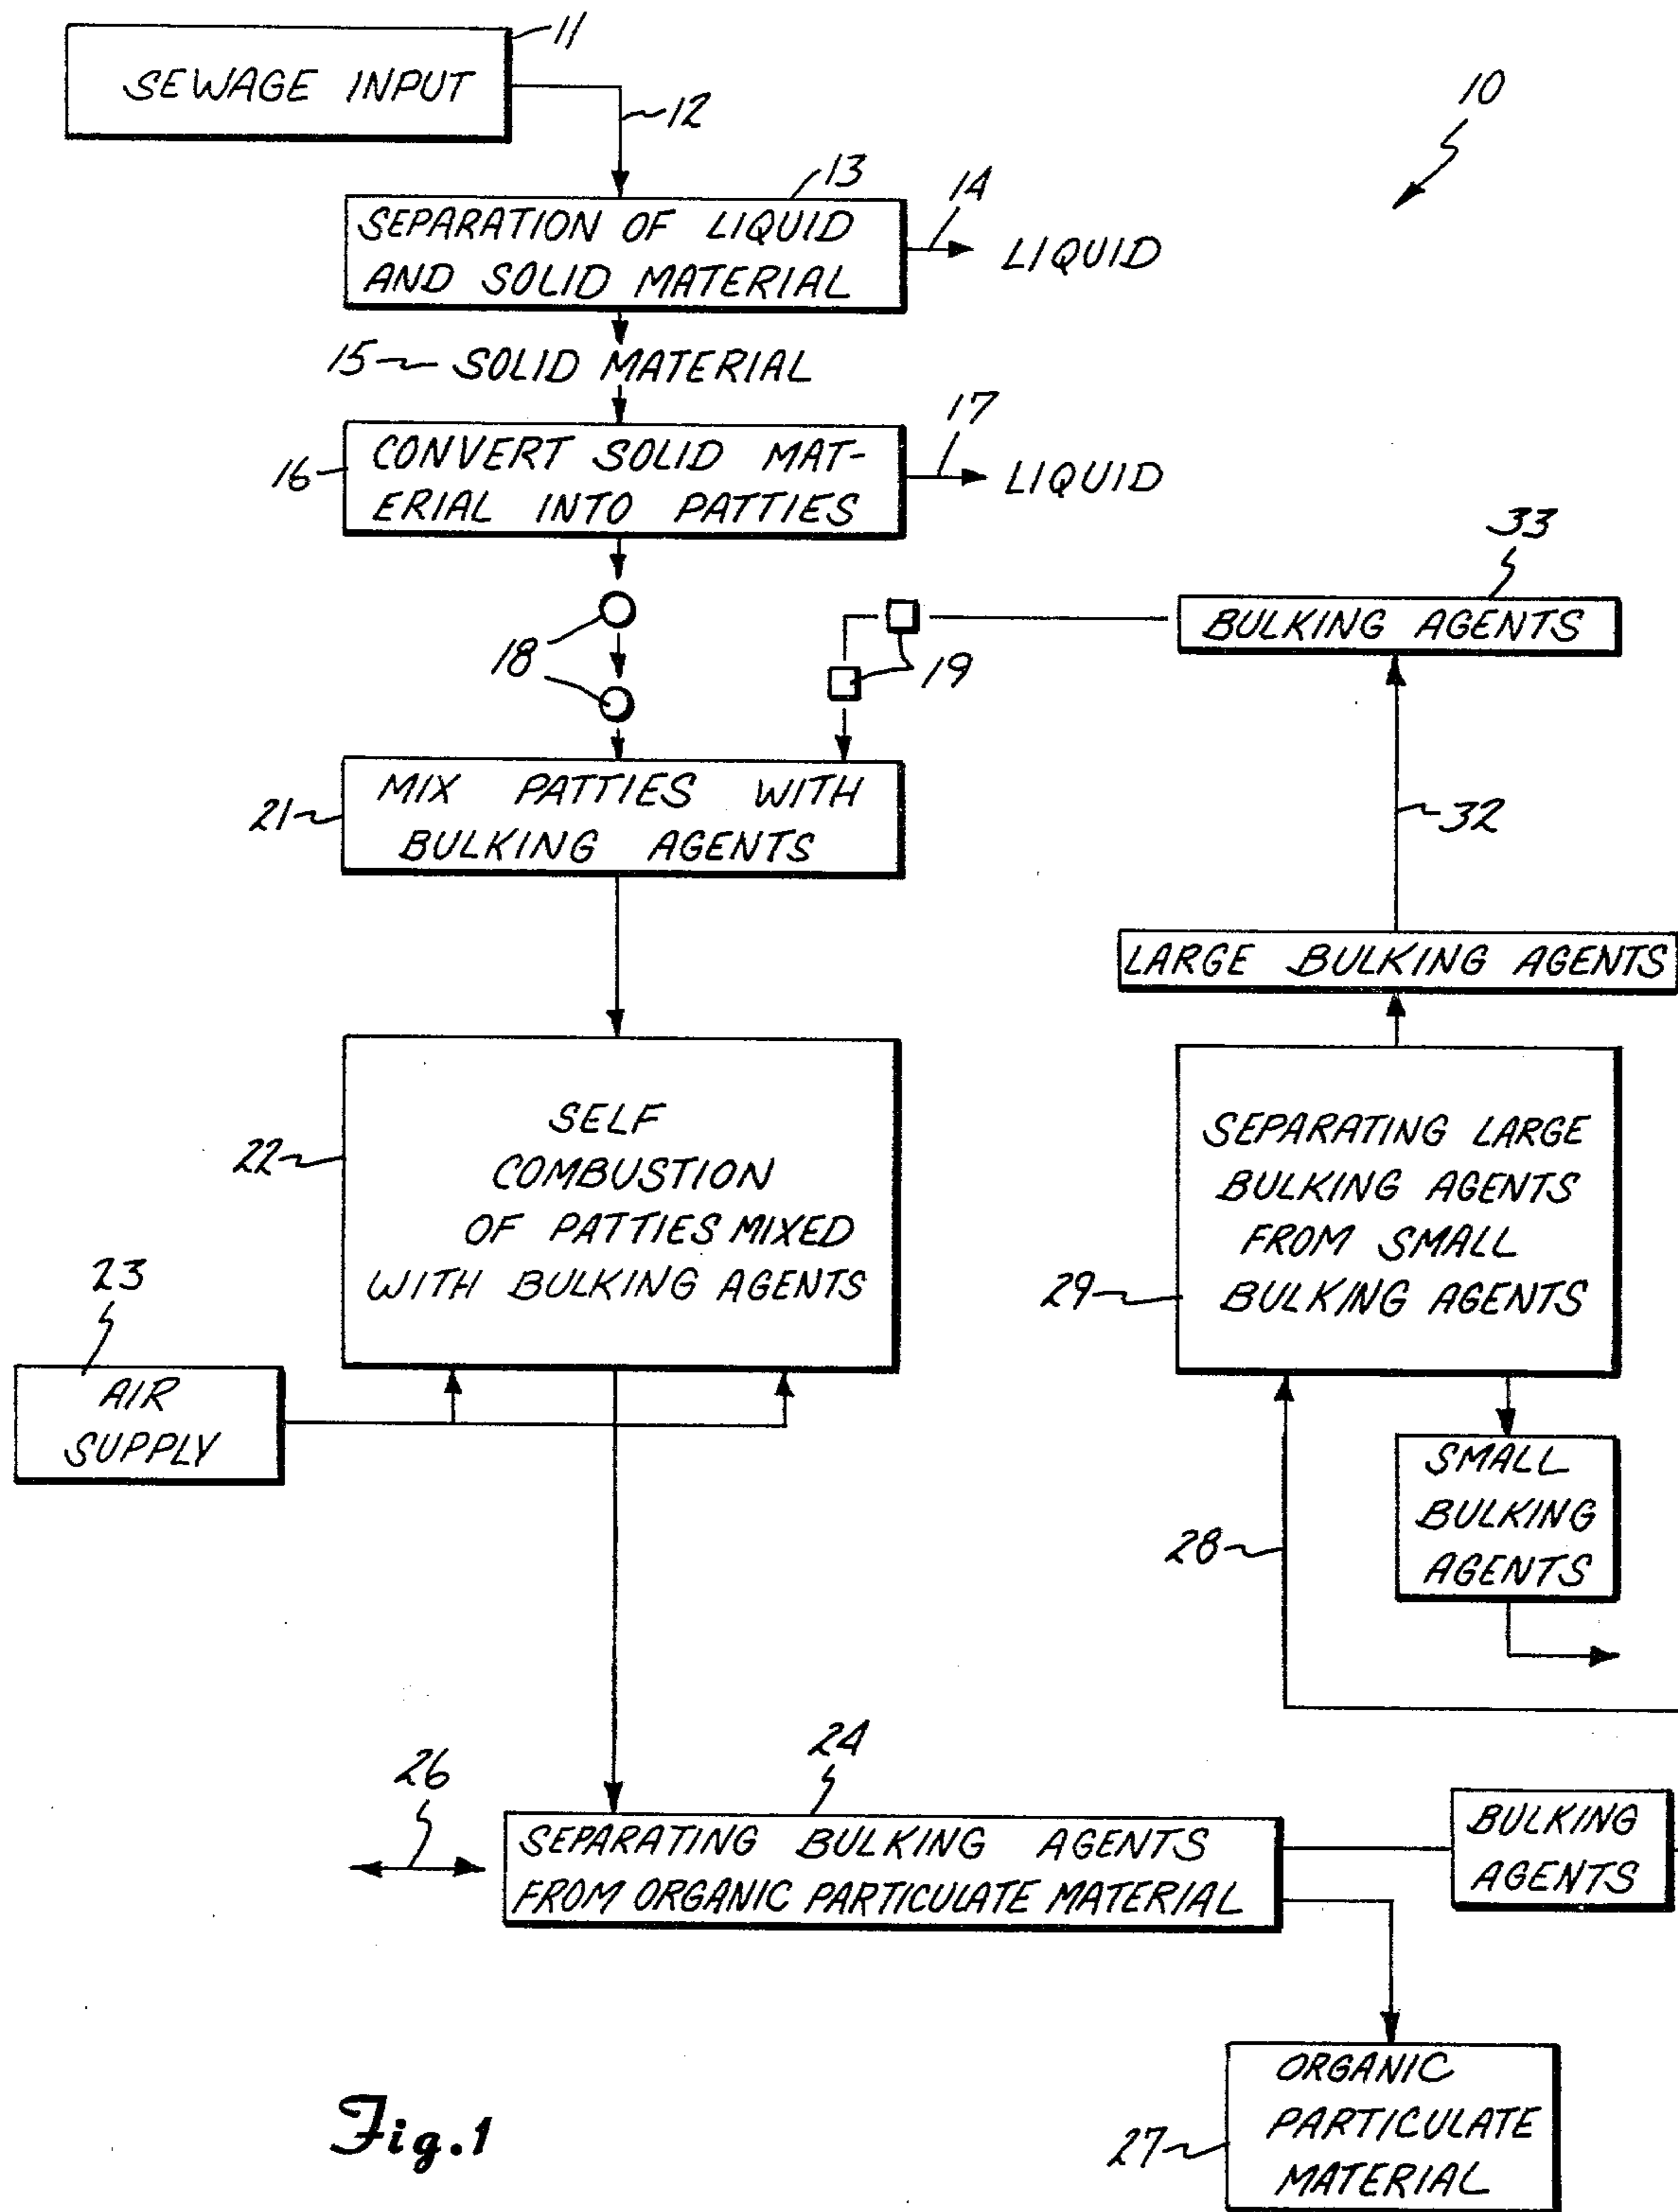 11
SEWAGE INPUT
12
10
13
SEPARATION OF LIQUID
AND SOLID MATERIAL
14
LIQUID
15 SOLID MATERIAL
16
CONVERT SOLID MAT-
ERIAL INTO PATTIES
17
LIQUID
33
BULKING AGENTS
18
19
21
MIX PATTIES WITH
BULKING AGENTS
32
LARGE BULKING AGENTS
22
SELF
COMBUSTION
OF PATTIES MIXED
WITH BULKING AGENTS
29
SEPARATING LARGE
BULKING AGENTS
FROM SMALL
BULKING AGENTS
23
AIR
SUPPLY
SMALL
BULKING
AGENTS
28
26
24
SEPARATING BULKING AGENTS
FROM ORGANIC PARTICULATE MATERIAL
BULKING
AGENTS
27
ORGANIC
PARTICULATE
MATERIAL
Fig.1